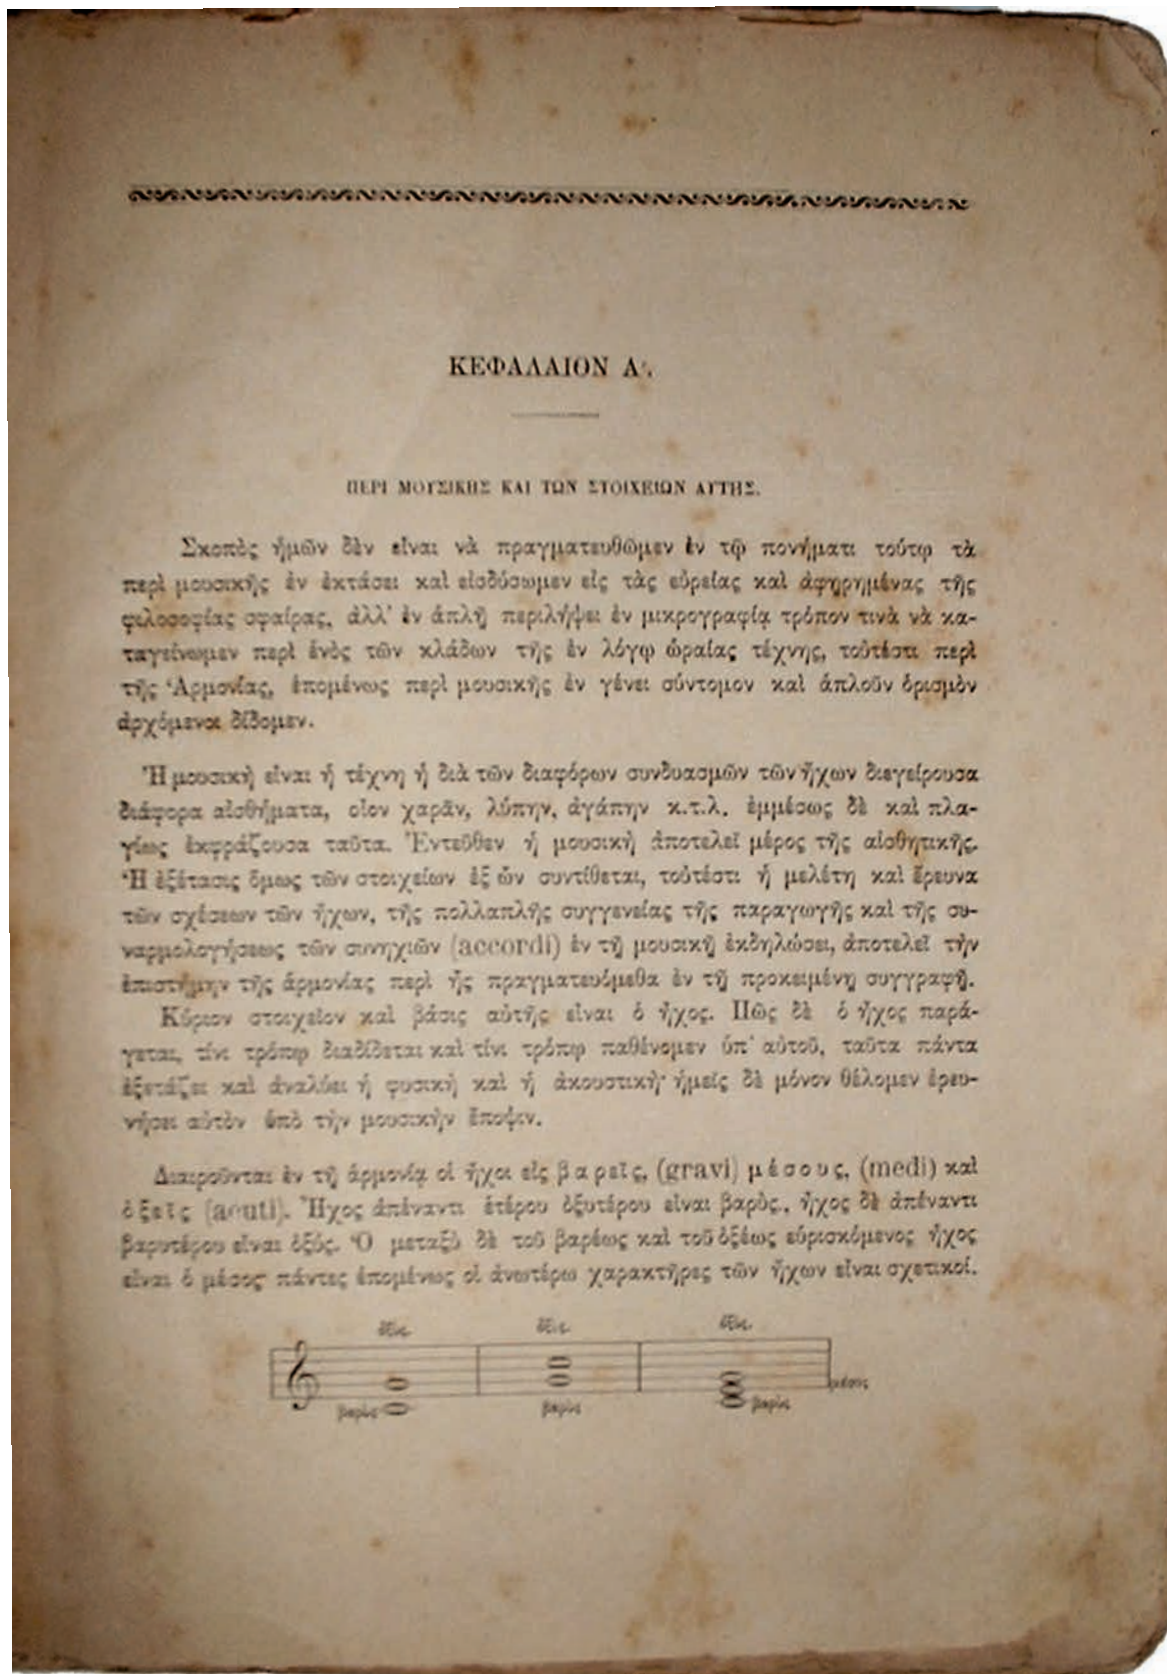 ΚΕΦΑΛΑΙΟΝ Α΄.
ΠΕΡΙ ΜΟΥΣΙΚΗΣ ΚΑΙ ΤΩΝ ΣΤΟΙΧΕΙΩΝ ΑΥΤΗΣ.
Σκοπὸς ἡμῶν δὲν εἶναι νὰ πραγματευθῶμεν ἐν τῷ πονήματι τούτῳ τὰ
περὶ μουσικῆς ἐν ἐκτάσει καὶ εἰσδύσωμεν εἰς τὰς εὐρείας καὶ ἀφηρημένας τῆς
φιλοσοφίας σφαίρας, ἀλλ' ἐν ἁπλῇ περιλήψει ἐν μικρογραφίᾳ τρόπον τινὰ νὰ κα-
ταγείνωμεν περὶ ἑνὸς τῶν κλάδων τῆς ἐν λόγῳ ὡραίας τέχνης, τοὐτέστι περὶ
τῆς Ἁρμονίας, ἑπομένως περὶ μουσικῆς ἐν γένει σύντομον καὶ ἁπλοῦν ὁρισμὸν
ἀρχόμενοι δίδομεν.
Ἡ μουσικὴ εἶναι ἡ τέχνη ἡ διὰ τῶν διαφόρων συνδυασμῶν τῶν ἤχων διεγείρουσα
διάφορα αἰσθήματα, οἷον χαρᾶν, λύπην, ἀγάπην κ.τ.λ. ἐμμέσως δὲ καὶ πλα-
γίως ἐκφράζουσα ταῦτα. Ἐντεῦθεν ἡ μουσικὴ ἀποτελεῖ μέρος τῆς αἰσθητικῆς.
Ἡ ἐξέτασις ὅμως τῶν στοιχείων ἐξ ὧν συντίθεται, τοὐτέστι ἡ μελέτη καὶ ἔρευνα
τῶν σχέσεων τῶν ἤχων, τῆς πολλαπλῆς συγγενείας τῆς παραγωγῆς καὶ τῆς συ-
ναρμολογήσεως τῶν συνηχιῶν (accordi) ἐν τῇ μουσικῇ ἐκδηλώσει, ἀποτελεῖ τὴν
ἐπιστήμην τῆς ἁρμονίας περὶ ἧς πραγματευόμεθα ἐν τῇ προκειμένῃ συγγραφῇ.
Κύριον στοιχεῖον καὶ βάσις αὐτῆς εἶναι ὁ ἦχος. Πῶς δὲ ὁ ἦχος παρά-
γεται, τίνι τρόπῳ διαδίδεται καὶ τίνι τρόπῳ παθένομεν ὑπ' αὐτοῦ, ταῦτα πάντα
ἐξετάζει καὶ ἀναλύει ἡ φυσικὴ καὶ ἡ ἀκουστικὴ· ἡμεῖς δὲ μόνον θέλομεν ἐρευ-
νήσει αὐτὸν ὑπὸ τὴν μουσικὴν ἔποψιν.
Διαιροῦνται ἐν τῇ ἁρμονίᾳ οἱ ἦχοι εἰς βαρεῖς, (gravi) μέσους, (medi) καὶ
ὀξεῖς (acuti). Ἦχος ἀπέναντι ἑτέρου ὀξυτέρου εἶναι βαρὺς, ἦχος δὲ ἀπέναντι
βαρυτέρου εἶναι ὀξύς. Ὁ μεταξὺ δὲ τοῦ βαρέως καὶ τοῦ ὀξέως εὑρισκόμενος ἦχος
εἶναι ὁ μέσος· πάντες ἑπομένως οἱ ἀνωτέρω χαρακτῆρες τῶν ἤχων εἶναι σχετικοί.
ὀξύς. ὀξύς. ὀξύς.
μέσος
βαρὺς βαρὺς βαρὺς